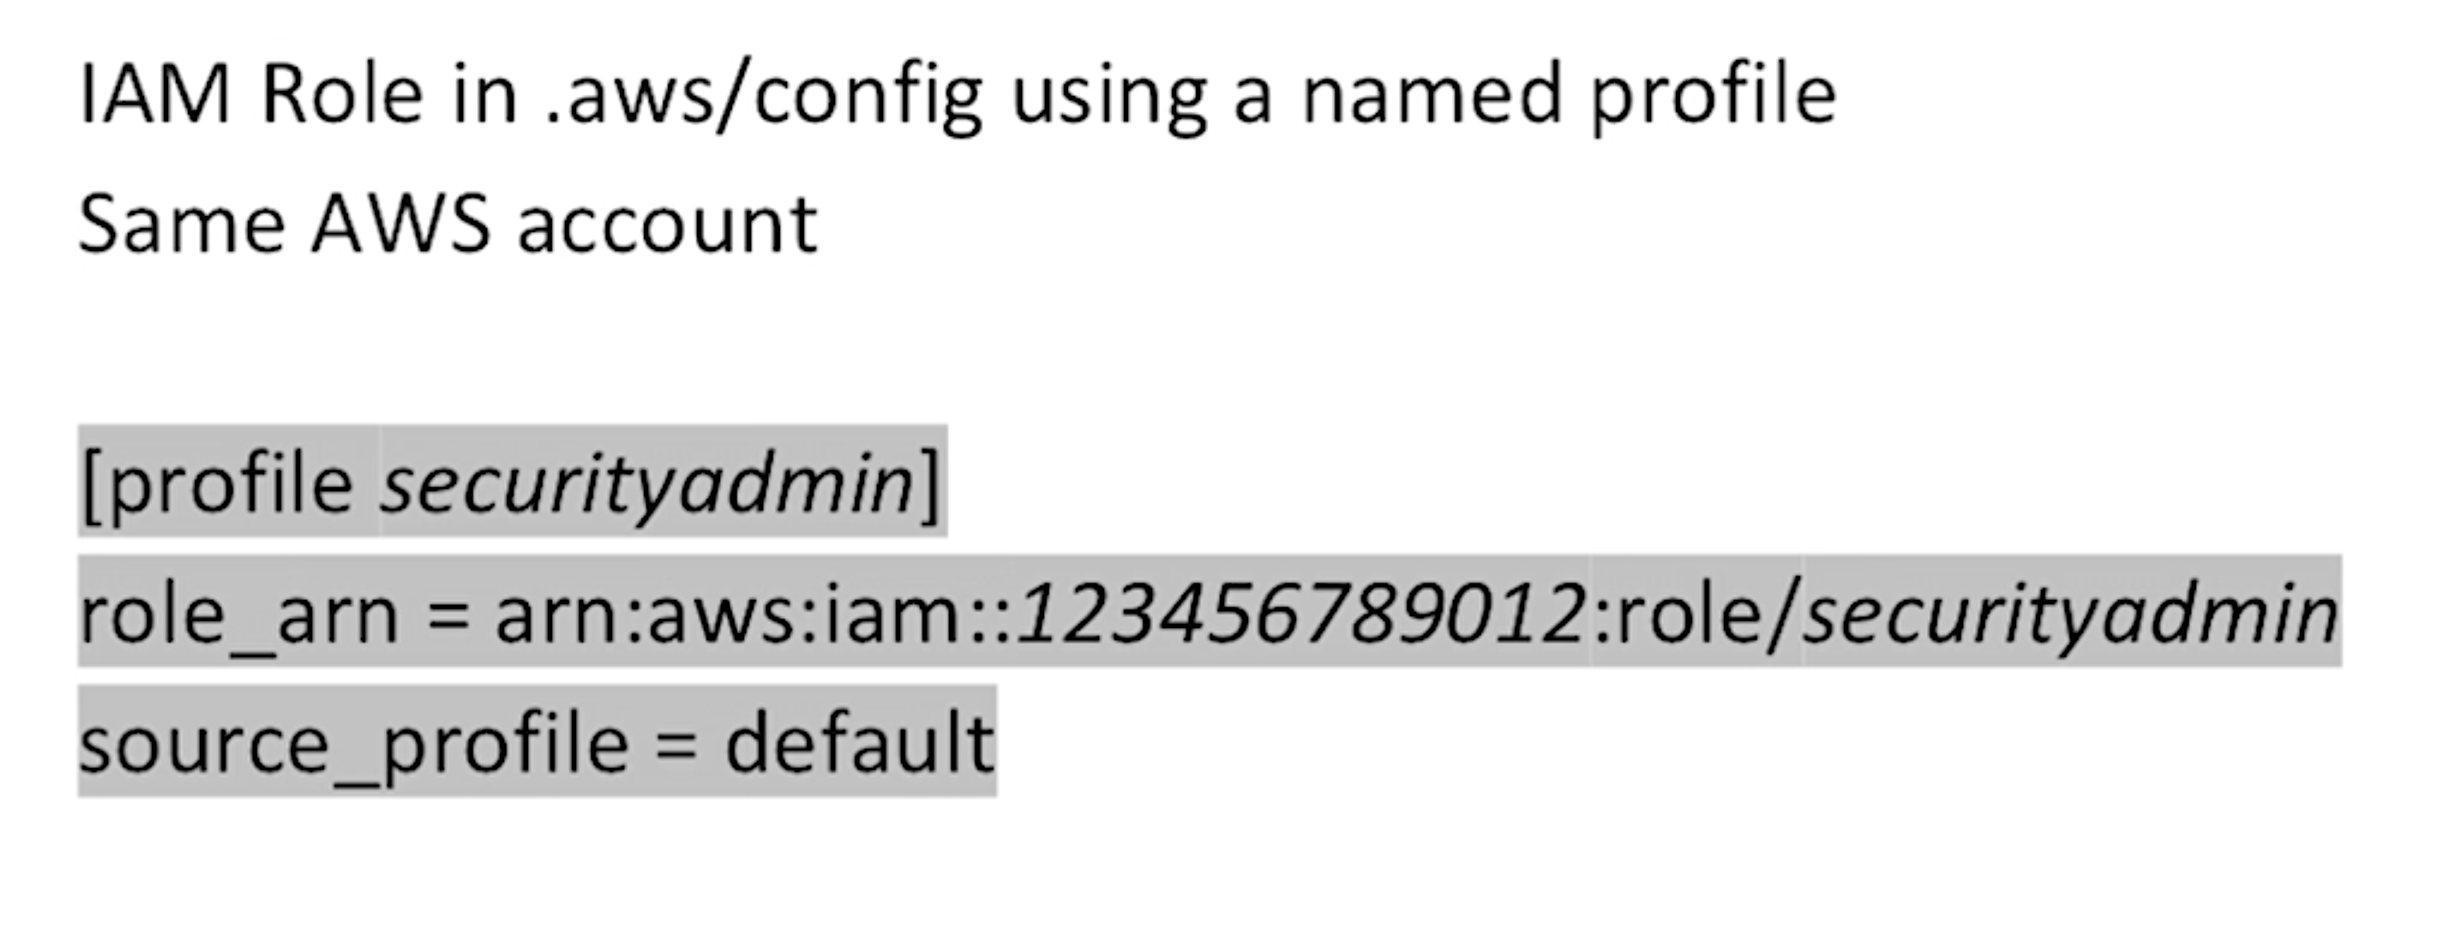 IAM Role in .aws/config using a named profile
Same AWS account
[profile securityadmin]
role_arn = arn:aws:iam::123456789012:role/securityadmin
source_profile = default